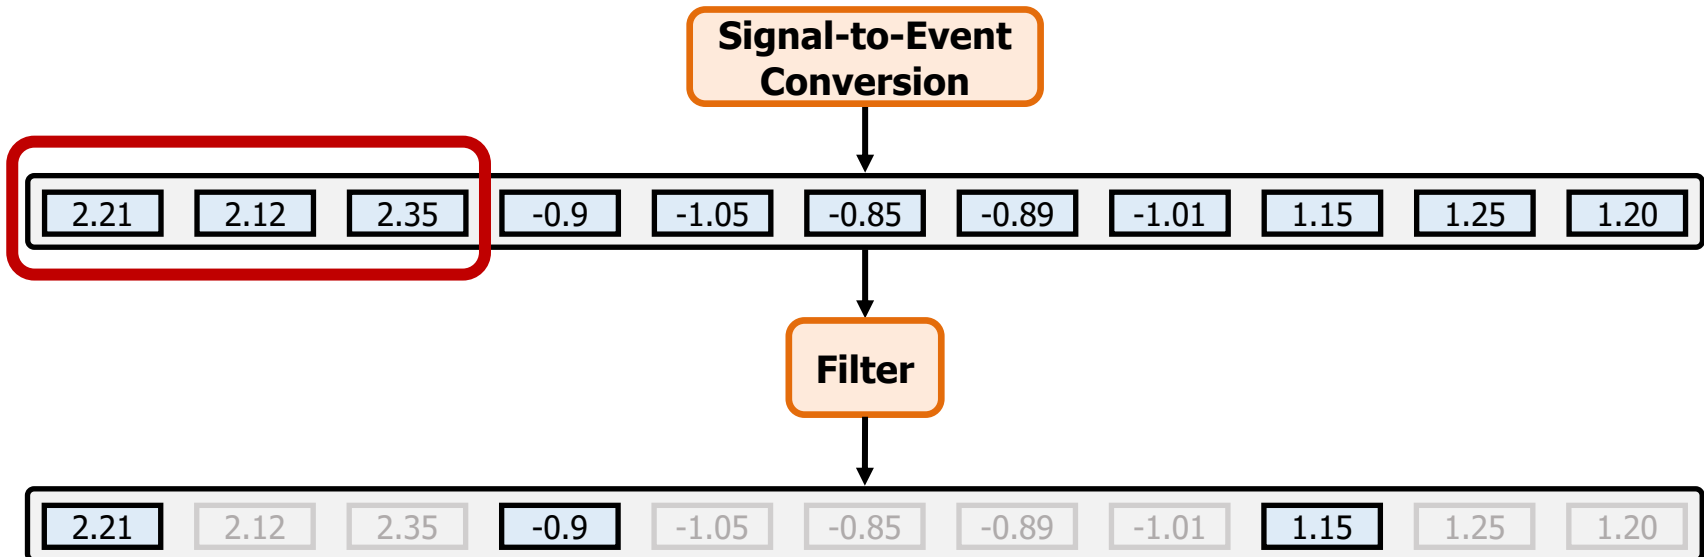 Signal-to-Event
Conversion
2.21 2.12 2.35 -0.9 -1.05 -0.85 -0.89 -1.01 1.15 1.25 1.20
Filter
2.21 2.12 2.35 -0.9 -1.05 -0.85 -0.89 -1.01 1.15 1.25 1.20